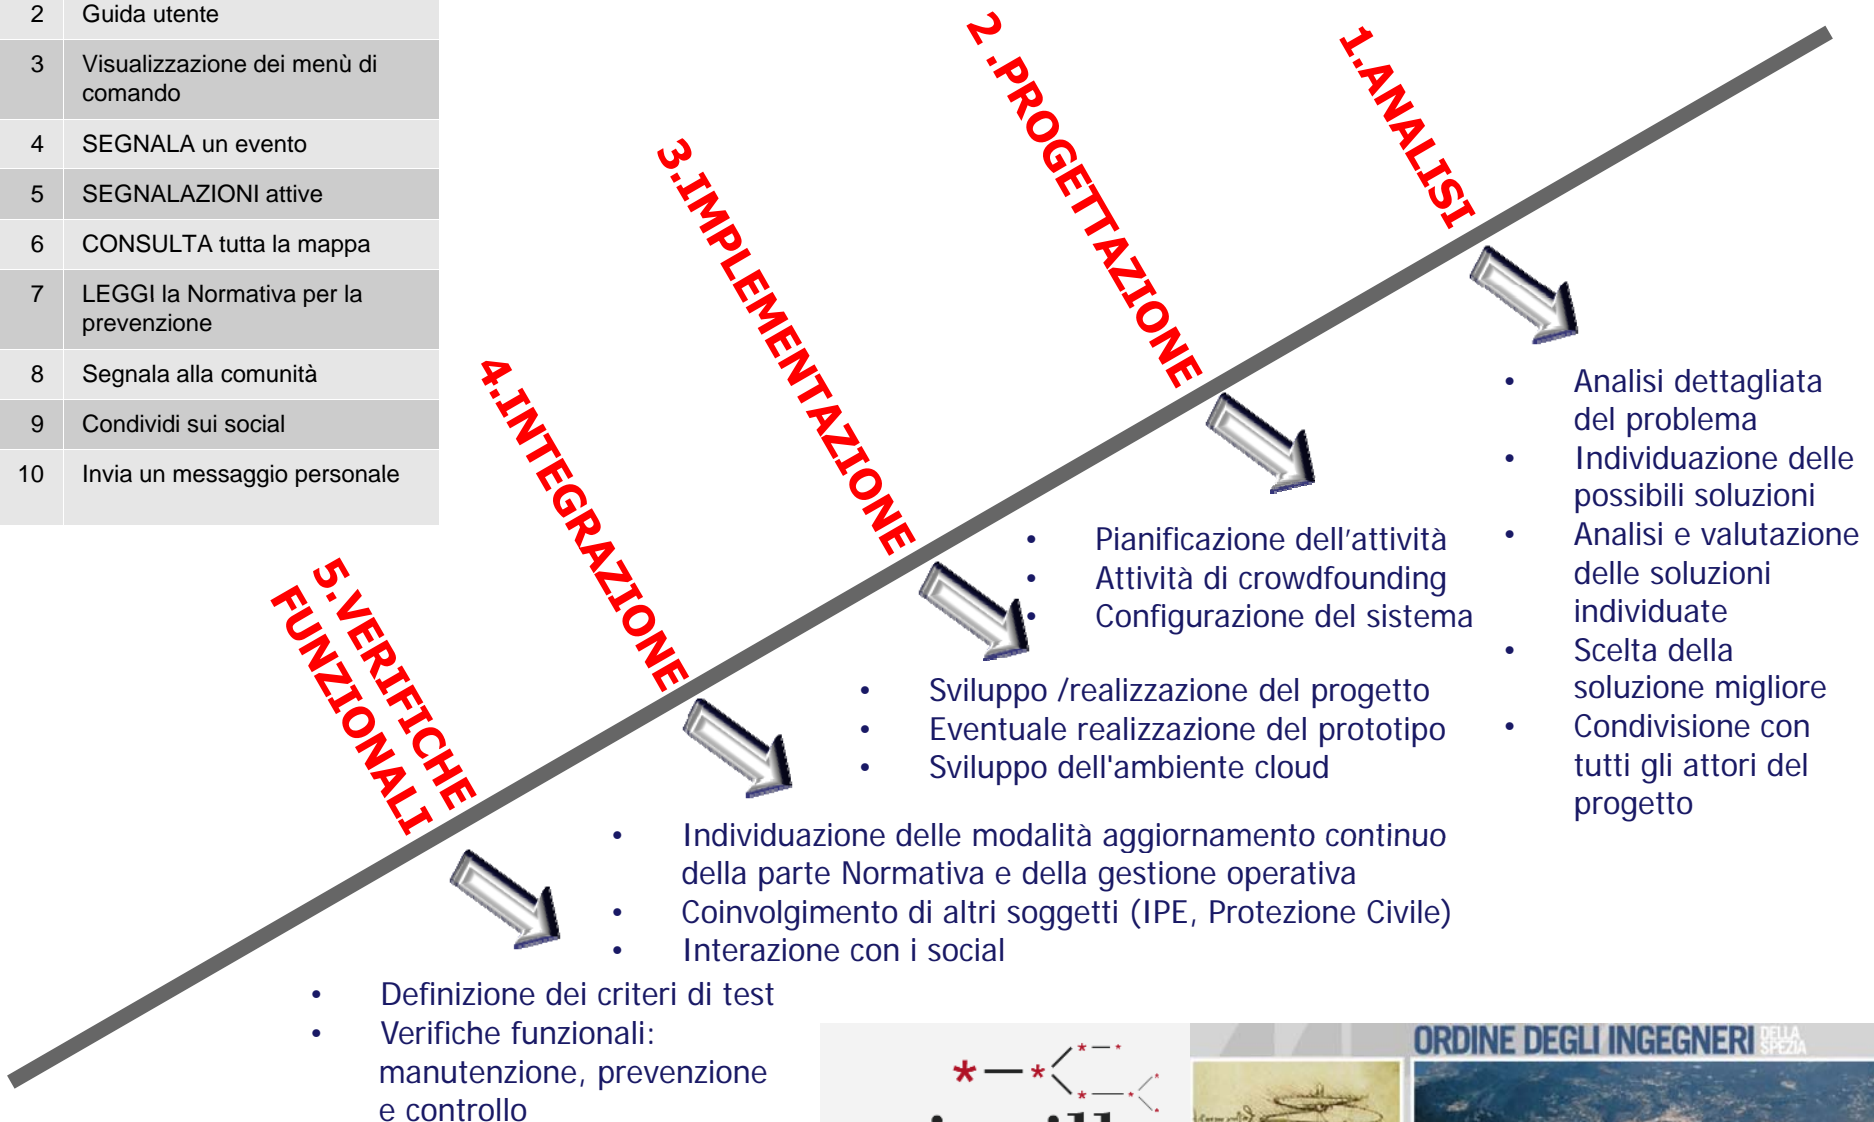 2 Guida utente
3 Visualizzazione dei menù di
comando
4 SEGNALA un evento
5 SEGNALAZIONI attive
6 CONSULTA tutta la mappa
7 LEGGI la Normativa per la
prevenzione
8 Segnala alla comunità
9 Condividi sui social
10 Invia un messaggio personale
1.ANALISI
2 .PROGETTAZIONE
3.IMPLEMENTAZIONE
4.INTEGRAZIONE
5.VERIFICHE
FUNZIONALI
• Analisi dettagliata
del problema
• Individuazione delle
possibili soluzioni
• Analisi e valutazione
delle soluzioni
individuate
• Scelta della
soluzione migliore
• Condivisione con
tutti gli attori del
progetto
• Pianificazione dell’attività
• Attività di crowdfounding
• Configurazione del sistema
• Sviluppo /realizzazione del progetto
• Eventuale realizzazione del prototipo
• Sviluppo dell'ambiente cloud
• Individuazione delle modalità aggiornamento continuo
della parte Normativa e della gestione operativa
• Coinvolgimento di altri soggetti (IPE, Protezione Civile)
• Interazione con i social
• Definizione dei criteri di test
• Verifiche funzionali:
manutenzione, prevenzione
e controllo
ORDINE DEGLI INGEGNERI DELLA
SPEZIA